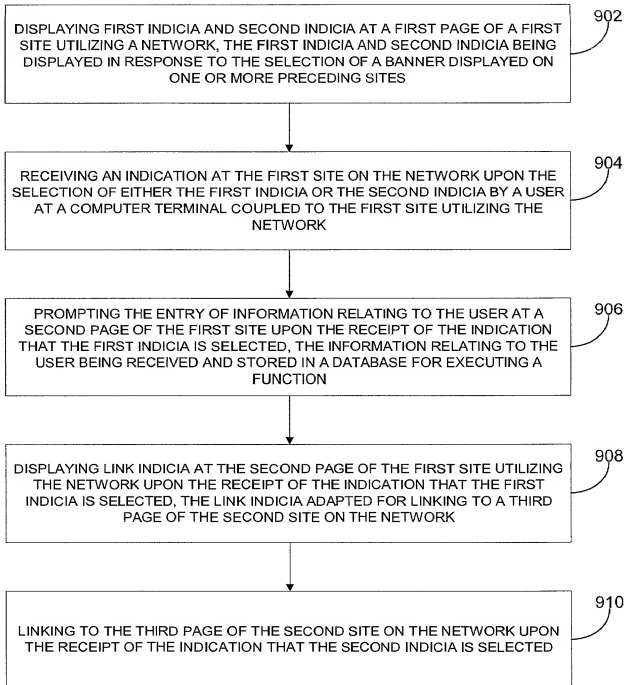 DISPLAYING FIRST INDICIA AND SECOND INDICIA AT A FIRST PAGE OF A FIRST
SITE UTILIZING A NETWORK, THE FIRST INDICIA AND SECOND INDICIA BEING
DISPLAYED IN RESPONSE TO THE SELECTION OF A BANNER DISPLAYED ON
ONE OR MORE PRECEDING SITES
902
RECEIVING AN INDICATION AT THE FIRST SITE ON THE NETWORK UPON THE
SELECTION OF EITHER THE FIRST INDICIA OR THE SECOND INDICIA BY A USER
AT A COMPUTER TERMINAL COUPLED TO THE FIRST SITE UTILIZING THE
NETWORK
904
PROMPTING THE ENTRY OF INFORMATION RELATING TO THE USER AT A
SECOND PAGE OF THE FIRST SITE UPON THE RECEIPT OF THE INDICATION
THAT THE FIRST INDICIA IS SELECTED, THE INFORMATION RELATING TO THE
USER BEING RECEIVED AND STORED IN A DATABASE FOR EXECUTING A
FUNCTION
906
DISPLAYING LINK INDICIA AT THE SECOND PAGE OF THE FIRST SITE UTILIZING
THE NETWORK UPON THE RECEIPT OF THE INDICATION THAT THE FIRST
INDICIA IS SELECTED, THE LINK INDICIA ADAPTED FOR LINKING TO A THIRD
PAGE OF THE SECOND SITE ON THE NETWORK
908
LINKING TO THE THIRD PAGE OF THE SECOND SITE ON THE NETWORK UPON
THE RECEIPT OF THE INDICATION THAT THE SECOND INDICIA IS SELECTED
910